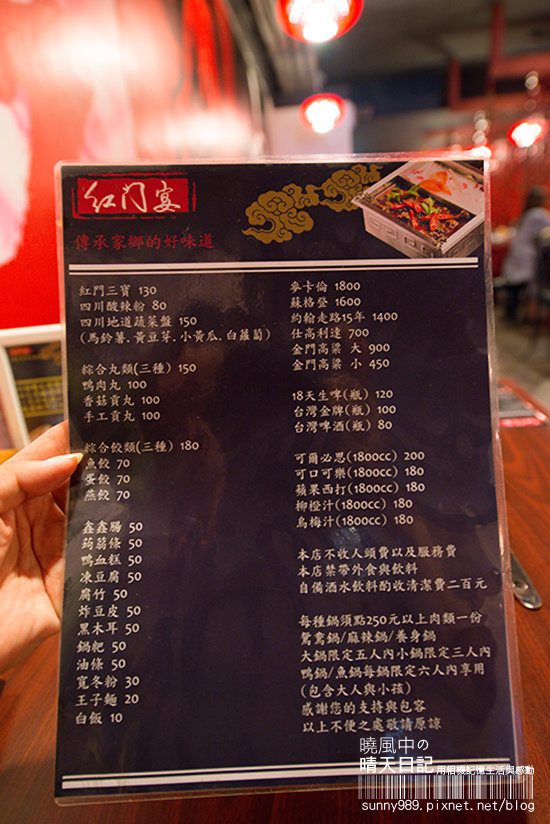 红门宴
傳承家鄉的好味道
紅門三寶 130
四川酸辣粉 80
四川地道蔬菜盤 150
(馬鈴薯.黃豆芽.小黃瓜.白蘿蔔)
綜合丸類(三種) 150
鴨肉丸 100
香菇貢丸 100
手工貢丸 100
綜合餃類(三種) 180
魚餃 70
蛋餃 70
燕餃 70
鑫鑫腸 50
蒟蒻條 50
鴨血糕 50
凍豆腐 50
腐竹 50
炸豆皮 50
黑木耳 50
鍋粑 50
油條 50
寬冬粉 30
王子麵 20
白飯 10
麥卡倫 1800
蘇格登 1600
約翰走路15年 1400
仕高利達 700
金門高梁 大 900
金門高梁 小 450
18天生啤(瓶) 120
台灣金牌(瓶) 100
台灣啤酒(瓶) 80
可爾必思(1800cc) 200
可口可樂(1800cc) 180
蘋果西打(1800cc) 180
柳橙汁(1800cc) 180
烏梅汁(1800cc) 180
本店不收人頭費以及服務費
本店禁帶外食與飲料
自備酒水飲料酌收清潔費二百元
每種鍋須點250元以上肉類一份
鴛鴦鍋/麻辣鍋/養身鍋
大鍋限定五人內小鍋限定三人內
鴨鍋/魚鍋每鍋限定六人內享用
(包含大人與小孩)
感謝您的支持與包容
以上不便之處敬請原諒
曉風中の
晴天日記 用相機記憶生活與感動
sunny989.pixnet.net/blog